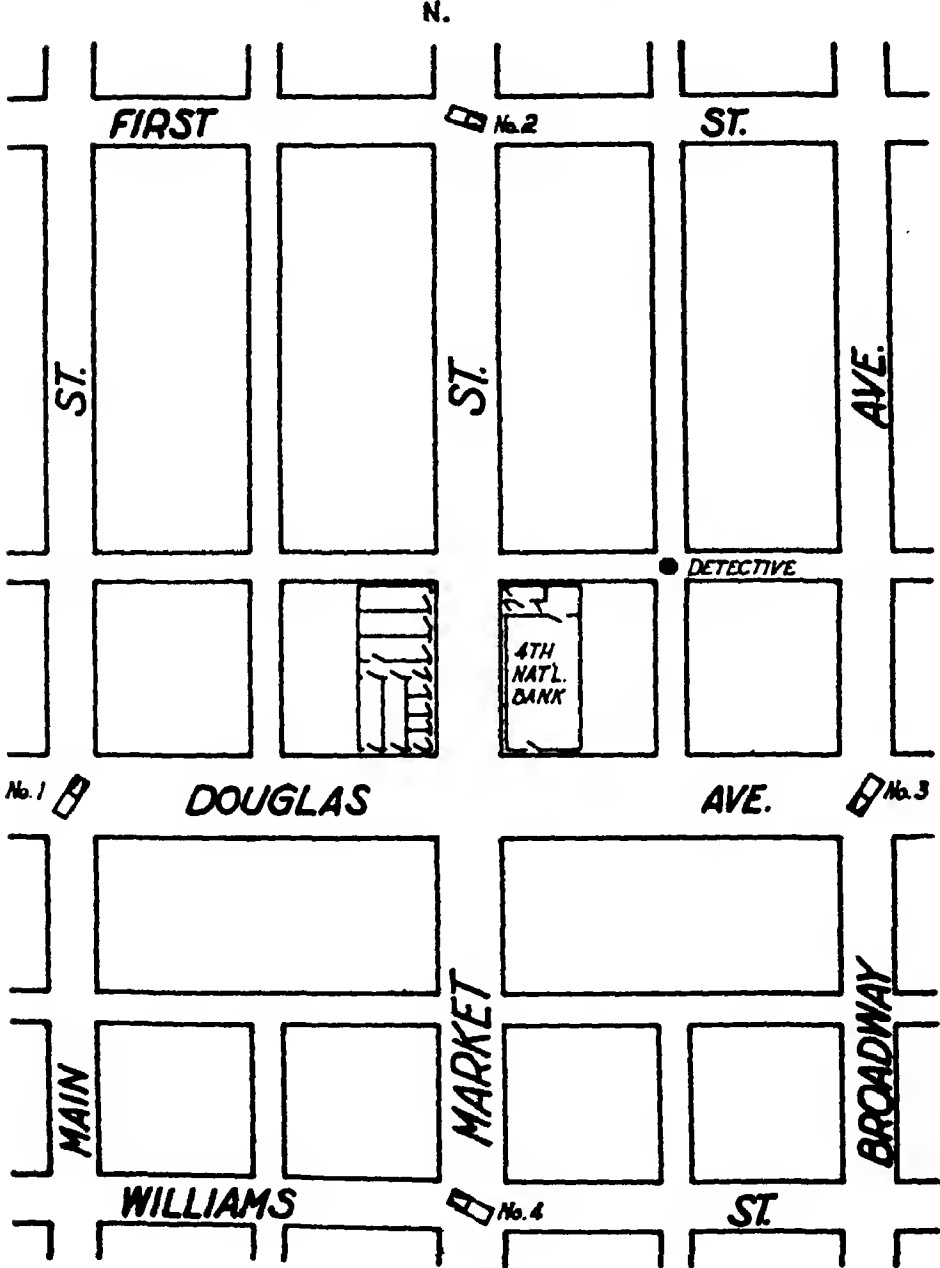 N.
FIRST ST.
No.2
ST.
ST.
AVE.
DETECTIVE
4TH
NAT'L.
BANK
No.1
DOUGLAS AVE.
No.3
MAIN
MARKET
BROADWAY
WILLIAMS ST.
No.4